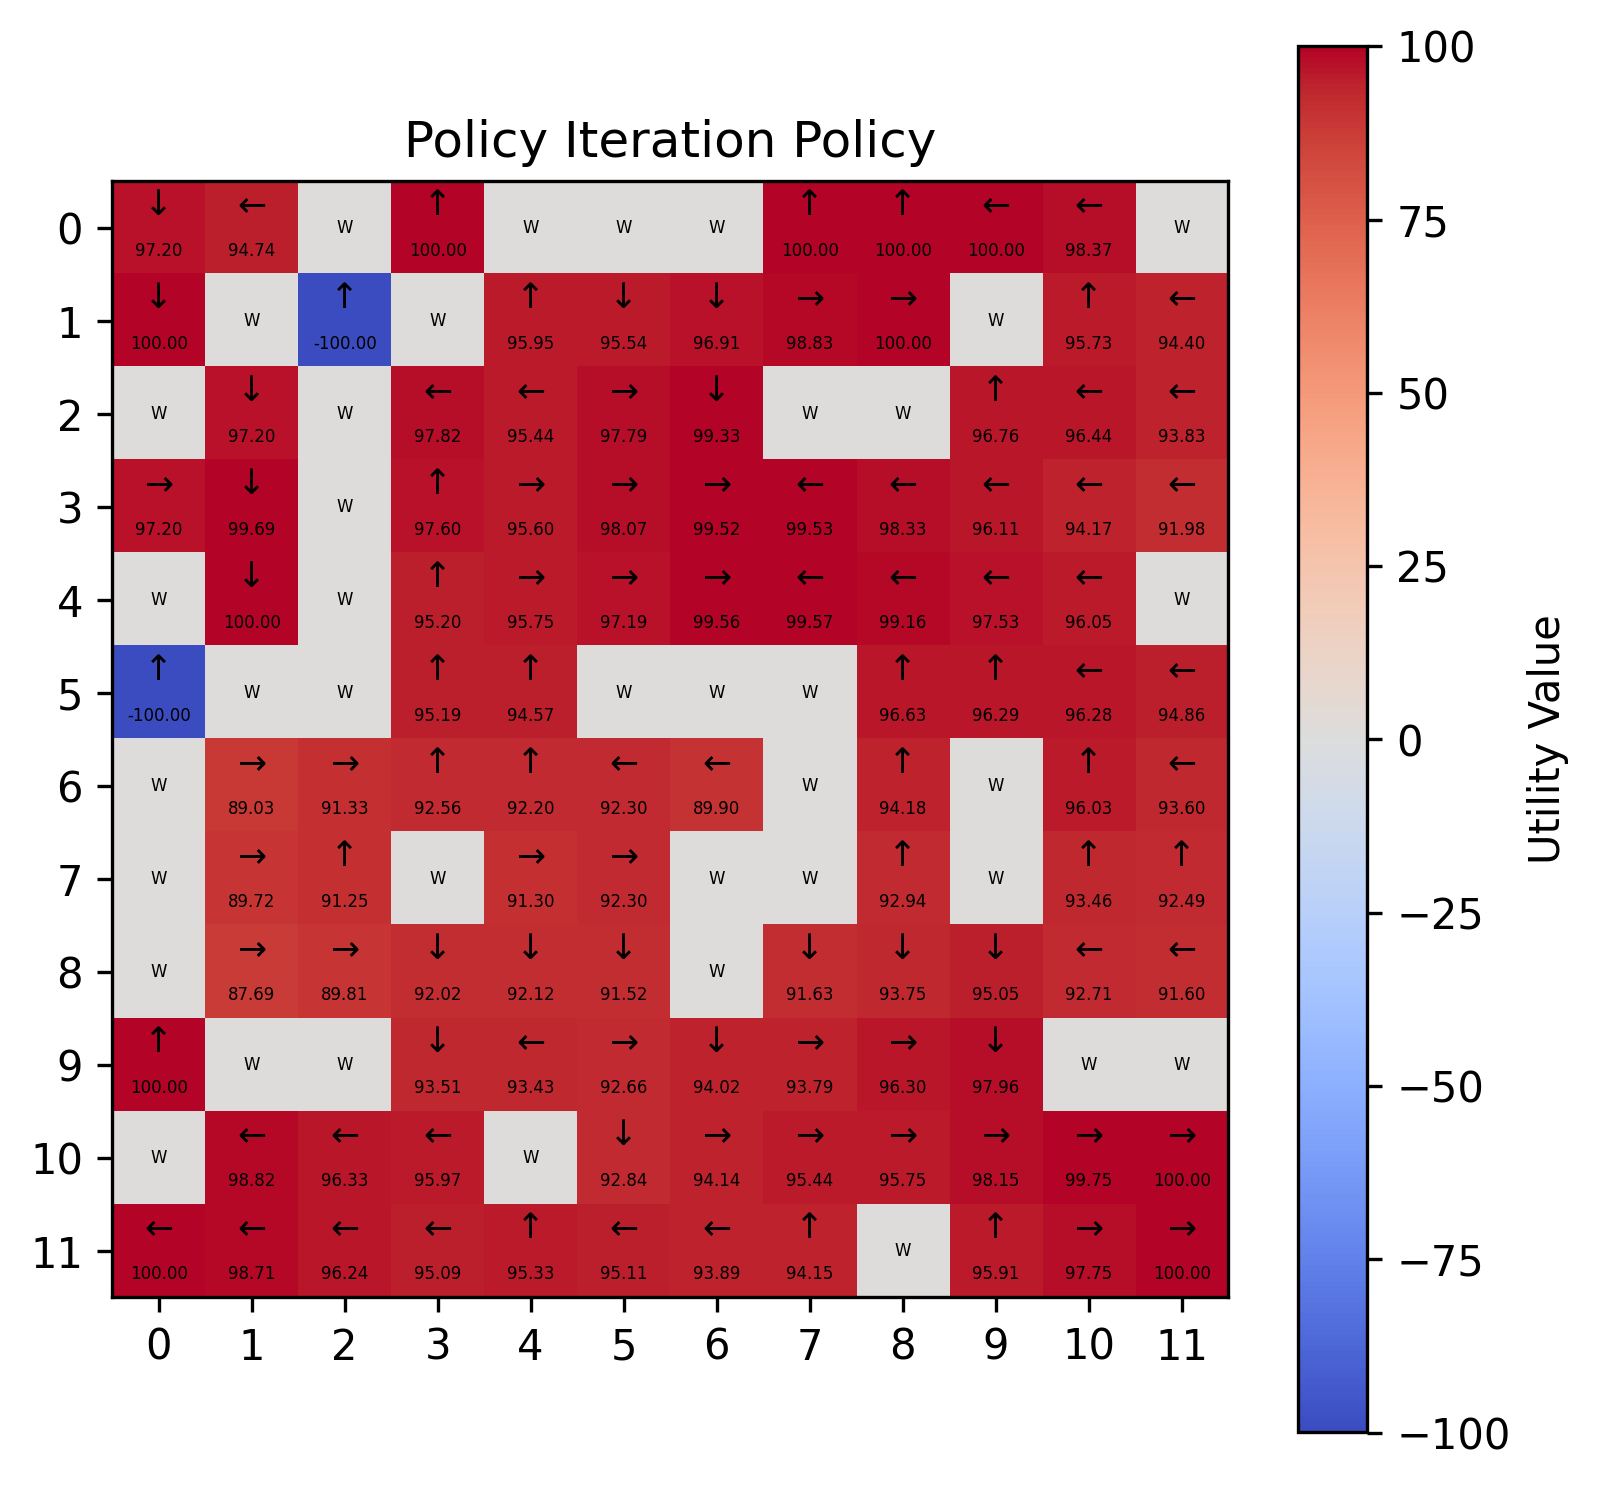 Policy Iteration Policy
100
75
50
25
0
−25
−50
−75
−100
Utility Value
0 ↓ ← W ↑ W W W ↑ ↑ ← ← W
97.20 94.74 100.00 100.00 100.00 100.00 98.37
1 ↓ W ↑ W ↑ ↓ ↓ → → W ↑ ←
100.00 -100.00 95.95 95.54 96.91 98.83 100.00 95.73 94.40
2 W ↓ W ← ← → ↓ W W ↑ ← ←
97.20 97.82 95.44 97.79 99.33 96.76 96.44 93.83
3 → ↓ W ↑ → → → ← ← ← ← ←
97.20 99.69 97.60 95.60 98.07 99.52 99.53 98.33 96.11 94.17 91.98
4 W ↓ W ↑ → → → ← ← ← ← W
100.00 95.20 95.75 97.19 99.56 99.57 99.16 97.53 96.05
5 ↑ W W ↑ ↑ W W W ↑ ↑ ← ←
-100.00 95.19 94.57 96.63 96.29 96.28 94.86
6 W → → ↑ ↑ ← ← W ↑ W ↑ ←
89.03 91.33 92.56 92.20 92.30 89.90 94.18 96.03 93.60
7 W → ↑ W → → W W ↑ W ↑ ↑
89.72 91.25 91.30 92.30 92.94 93.46 92.49
8 W → → ↓ ↓ ↓ W ↓ ↓ ↓ ← ←
87.69 89.81 92.02 92.12 91.52 91.63 93.75 95.05 92.71 91.60
9 ↑ W W ↓ ← → ↓ → → ↓ W W
100.00 93.51 93.43 92.66 94.02 93.79 96.30 97.96
10 W ← ← ← W ↓ → → → → → →
98.82 96.33 95.97 92.84 94.14 95.44 95.75 98.15 99.75 100.00
11 ← ← ← ← ↑ ← ← ↑ W ↑ → →
100.00 98.71 96.24 95.09 95.33 95.11 93.89 94.15 95.91 97.75 100.00
0 1 2 3 4 5 6 7 8 9 10 11